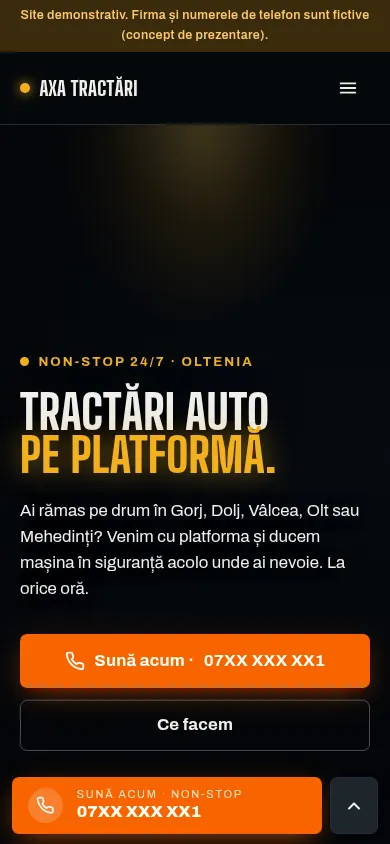 Site demonstrativ. Firma și numerele de telefon sunt fictive
(concept de prezentare).
AXA TRACTĂRI
NON-STOP 24/7 · OLTENIA
TRACTĂRI AUTO
PE PLATFORMĂ.
Ai rămas pe drum în Gorj, Dolj, Vâlcea, Olt sau
Mehedinți? Venim cu platforma și ducem
mașina în siguranță acolo unde ai nevoie. La
orice oră.
Sună acum · 07XX XXX XX1
Ce facem
SUNĂ ACUM · NON-STOP
07XX XXX XX1